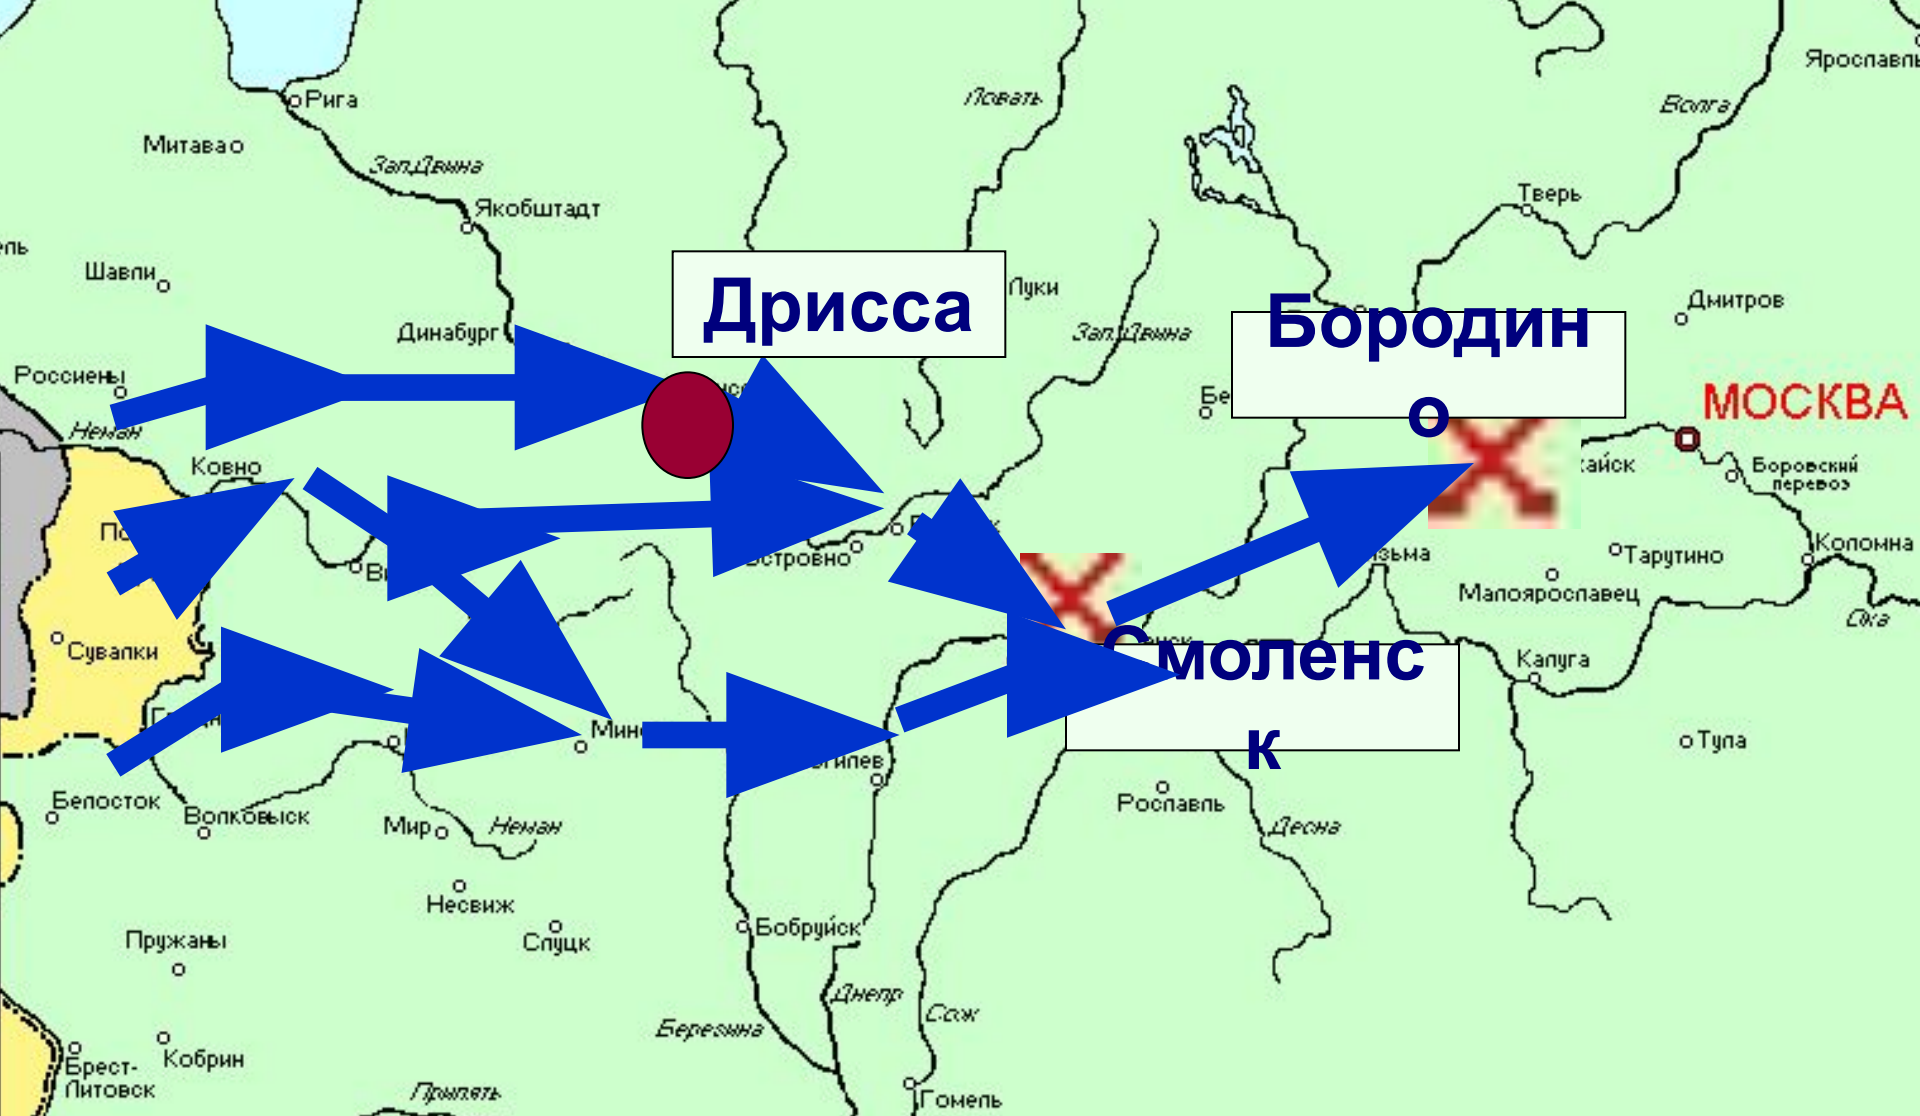 Рига
Ярославль
Ловать
Волга
Митава
Зап.Двина
Якобштадт
Тверь
Шавли
Дрисса
Луки
Дмитров
Динабург
Зап.Двина
Бородин
о
Россиены
МОСКВА
Неман
Ковно
Боровский
перевоз
Коломна
Тарутино
Островно
Малоярославец
Ока
Сувалки
Смоленс
к
Калуга
Тула
Белосток
Волковыск
Мир
Неман
Рославль
Десна
Несвиж
Слуцк
Бобруйск
Пружаны
Днепр
Сож
Березина
Кобрин
Брест-
Литовск
Припять
Гомель